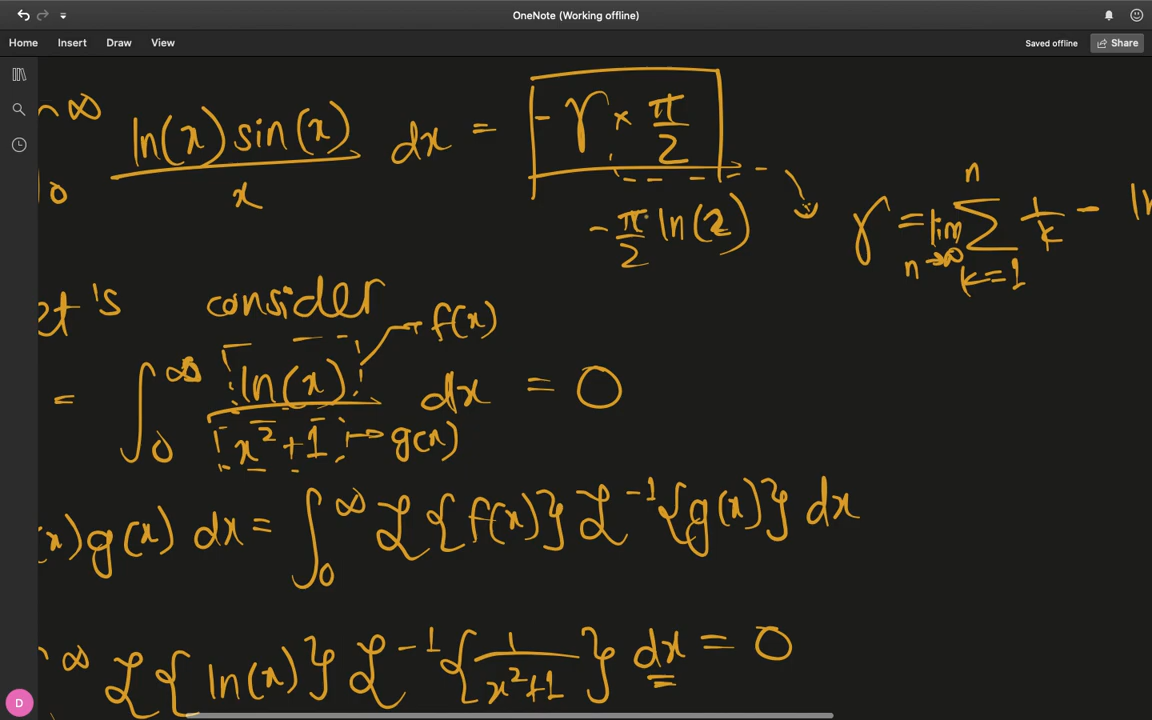 OneNote (Working offline)
Home Insert Draw View
Saved offline Share
∞ ln(x) sin(x) / x dx = -γ × π/2
0
-π/2 ln(2)
γ = lim n→∞ n Σ k=1 1/k - ln
et's consider
f(x)
= ∫ ∞ 0 ln(x) / x²+1 dx = 0
→ g(x)
(x)g(x) dx = ∫ ∞ 0 ℒ{f(x)} ℒ⁻¹{g(x)} dx
∞ ℒ{ln(x)} ℒ⁻¹{1/x²+1} dx = 0
D